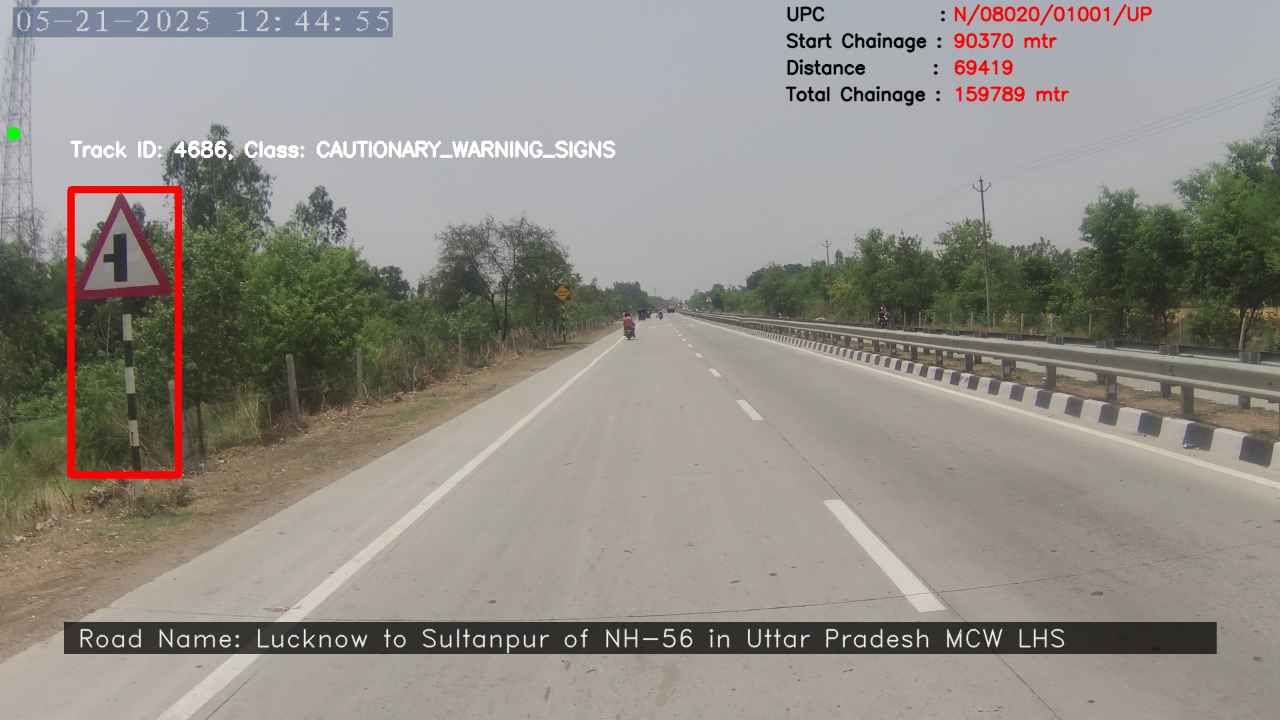 05-21-2025 12:44:55
UPC : N/08020/01001/UP
Start Chainage : 90370 mtr
Distance : 69419
Total Chainage : 159789 mtr
Track ID: 4686, Class: CAUTIONARY_WARNING_SIGNS
Road Name: Lucknow to Sultanpur of NH-56 in Uttar Pradesh MCW LHS